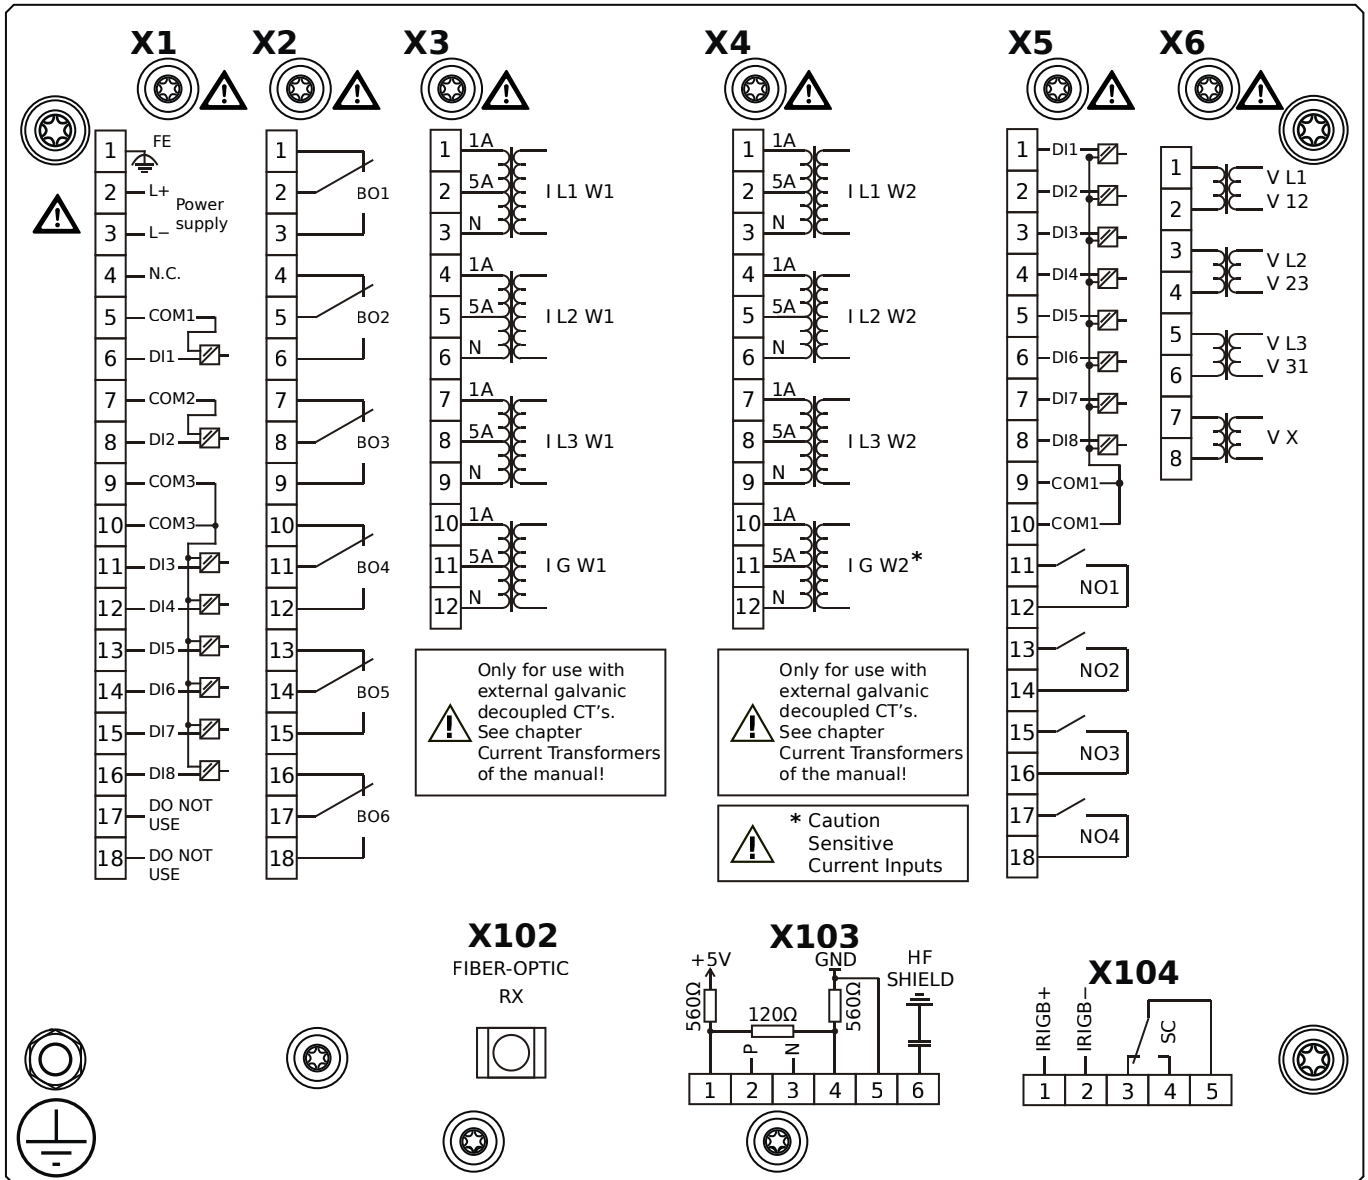 X1
X2
X3
X4
X5
X6
1
FE
2
L+
Power
supply
3
L−
4
N.C.
5
COM1
6
DI1
7
COM2
8
DI2
9
COM3
10
COM3
11
DI3
12
DI4
13
DI5
14
DI6
15
DI7
16
DI8
17
DO NOT
USE
18
DO NOT
USE
1
2
BO1
3
4
5
BO2
6
7
8
BO3
9
10
11
BO4
12
13
14
BO5
15
16
17
BO6
18
1
1A
2
5A
I L1 W1
3
N
4
1A
5
5A
I L2 W1
6
N
7
1A
8
5A
I L3 W1
9
N
10
1A
11
5A
I G W1
12
N
Only for use with
external galvanic
decoupled CT's.
See chapter
Current Transformers
of the manual!
1
1A
2
5A
I L1 W2
3
N
4
1A
5
5A
I L2 W2
6
N
7
1A
8
5A
I L3 W2
9
N
10
1A
11
5A
I G W2*
12
N
Only for use with
external galvanic
decoupled CT's.
See chapter
Current Transformers
of the manual!
* Caution
Sensitive
Current Inputs
1
DI1
2
DI2
3
DI3
4
DI4
5
DI5
6
DI6
7
DI7
8
DI8
9
COM1
10
COM1
11
NO1
12
13
NO2
14
15
NO3
16
17
NO4
18
1
V L1
2
V 12
3
V L2
4
V 23
5
V L3
6
V 31
7
V X
8
X102
FIBER-OPTIC
RX
X103
+5V
GND
HF
SHIELD
560Ω
120Ω
560Ω
P
N
1 2 3 4 5 6
X104
IRIGB+
IRIGB−
SC
1 2 3 4 5